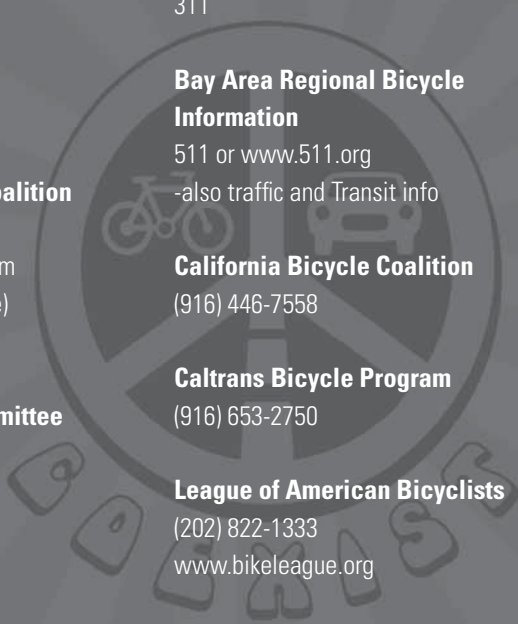 311
Bay Area Regional Bicycle
Information
511 or www.511.org
-also traffic and Transit info
California Bicycle Coalition
(916) 446-7558
Caltrans Bicycle Program
(916) 653-2750
League of American Bicyclists
(202) 822-1333
www.bikeleague.org
COEXIST